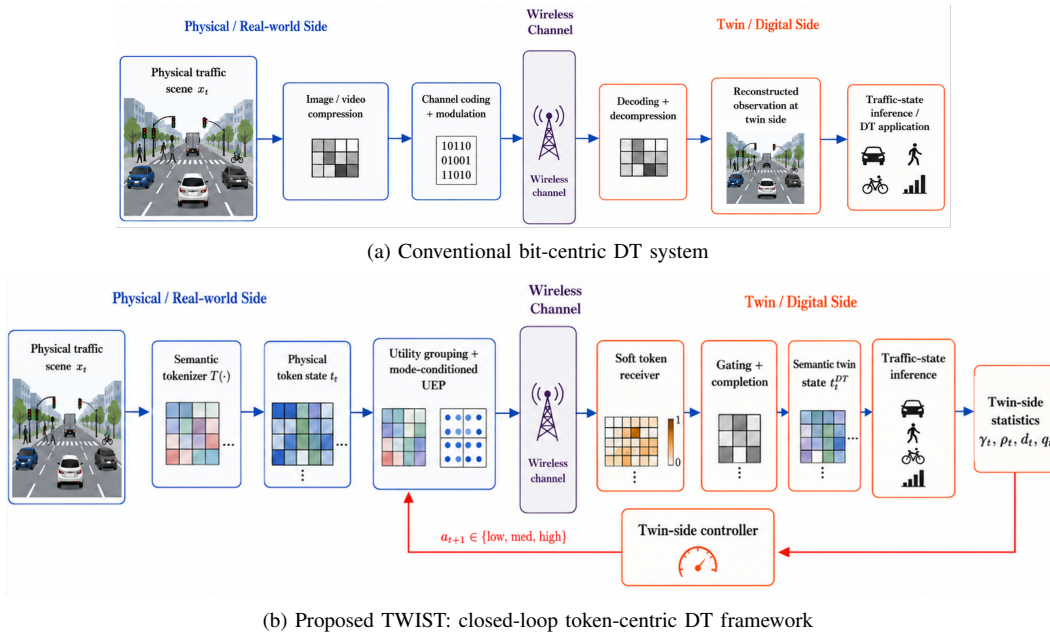 Physical / Real-world Side
Wireless
Channel
Twin / Digital Side
Physical traffic
scene x_t
Image / video
compression
Channel coding
+ modulation
10110
01001
11010
Wireless
channel
Decoding +
decompression
Reconstructed
observation at
twin side
Traffic-state
inference /
DT application
(a) Conventional bit-centric DT system
Physical / Real-world Side
Wireless
Channel
Twin / Digital Side
Physical traffic
scene x_t
Semantic
tokenizer T(·)
...
Physical
token state t_t
...
⋮
Utility grouping +
mode-conditioned
UEP
Wireless
channel
Soft token
receiver
1
0
⋮
Gating +
completion
⋮
Semantic twin
state t_t^{DT}
...
⋮
Traffic-state
inference
Twin-side
statistics
γ_t, ρ_t, d_t, q_t
a_{t+1} ∈ {low, med, high}
Twin-side controller
(b) Proposed TWIST: closed-loop token-centric DT framework